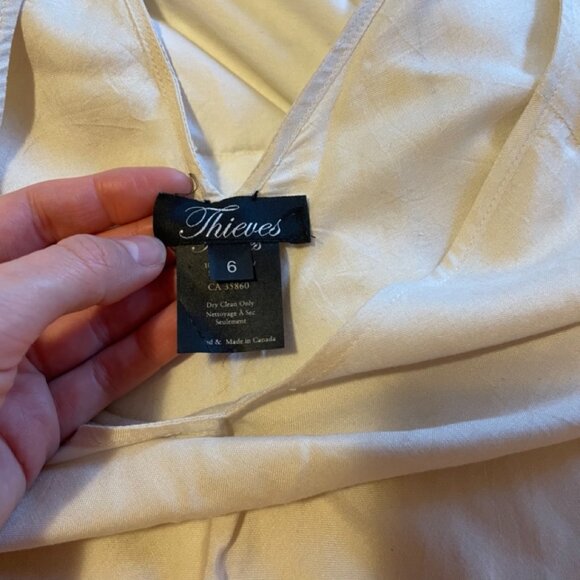 Thieves
6
CA 35860
Dry Clean Only
Nettoyage À Sec
Seulement
& Made in Canada